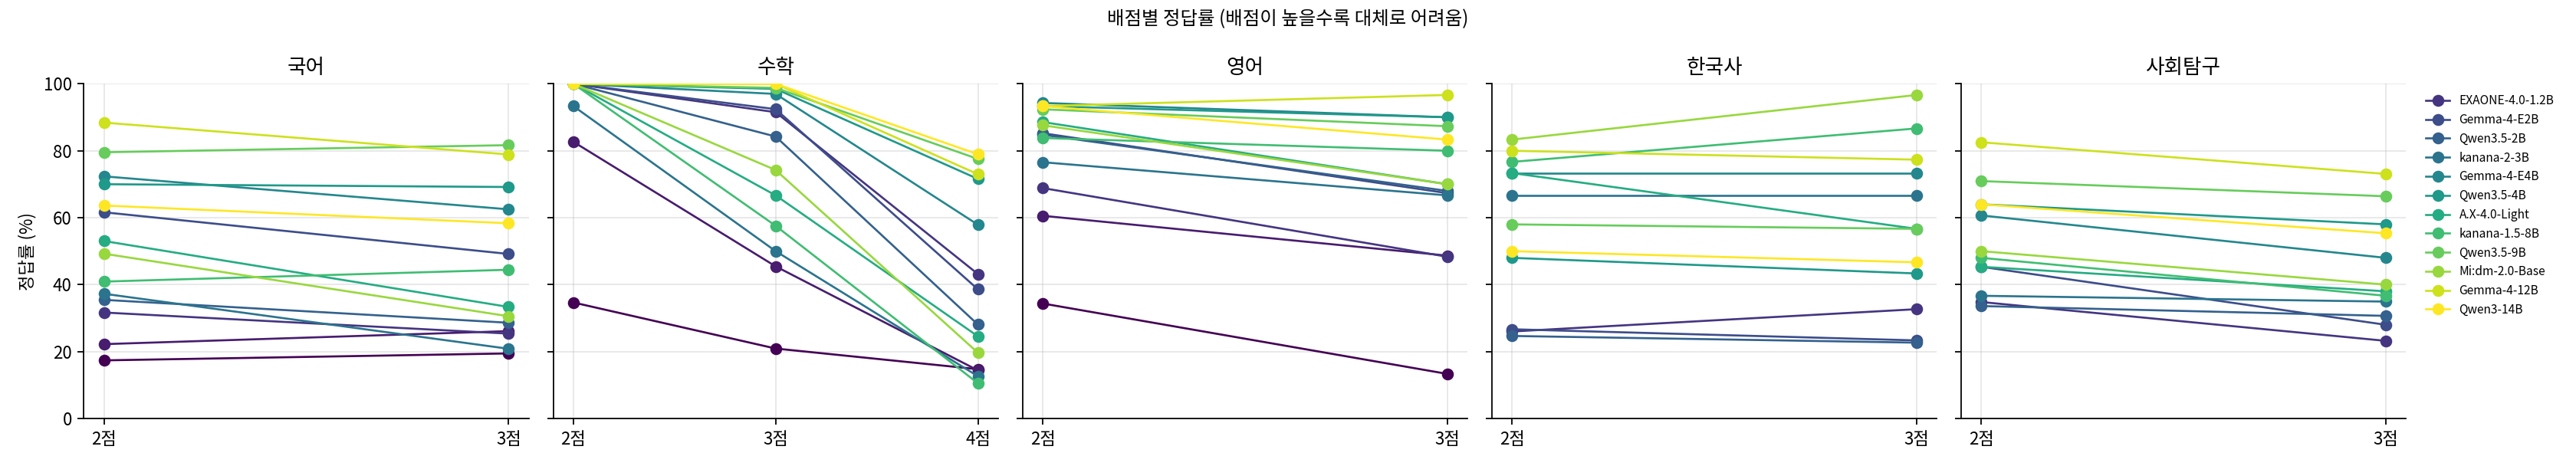 배점별 정답률 (배점이 높을수록 대체로 어려움)
국어
수학
영어
한국사
사회탐구
정답률 (%)
100
80
60
40
20
0
2점 3점
2점 3점 4점
2점 3점
2점 3점
2점 3점
EXAONE-4.0-1.2B
Gemma-4-E2B
Qwen3.5-2B
kanana-2-3B
Gemma-4-E4B
Qwen3.5-4B
A.X-4.0-Light
kanana-1.5-8B
Qwen3.5-9B
Mi:dm-2.0-Base
Gemma-4-12B
Qwen3-14B